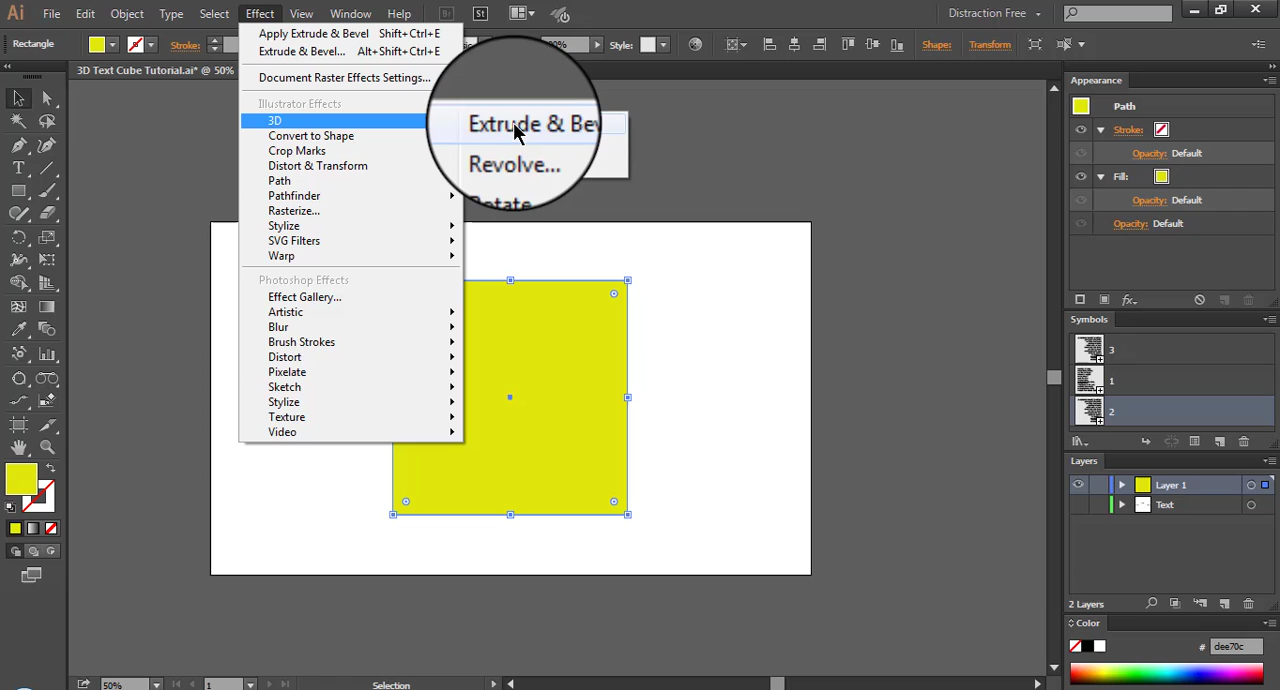 Ai File Edit Object Type Select Effect View Window Help Br St Distraction Free
Rectangle Stroke: Style: Shape: Transform
3D Text Cube Tutorial.ai* @ 50%
Apply Extrude & Bevel Shift+Ctrl+E
Extrude & Bevel... Alt+Shift+Ctrl+E
Document Raster Effects Settings...
Illustrator Effects
3D
Convert to Shape
Crop Marks
Distort & Transform
Path
Pathfinder
Rasterize...
Stylize
SVG Filters
Warp
Photoshop Effects
Effect Gallery...
Artistic
Blur
Brush Strokes
Distort
Pixelate
Sketch
Stylize
Texture
Video
Extrude & Bev
Revolve...
Rotate
Appearance
Path
Stroke:
Opacity: Default
Fill:
Opacity: Default
Opacity: Default
fx
Symbols
3
1
2
Layers
Layer 1
Text
2 Layers
Color
# dee70c
50% 1 Selection